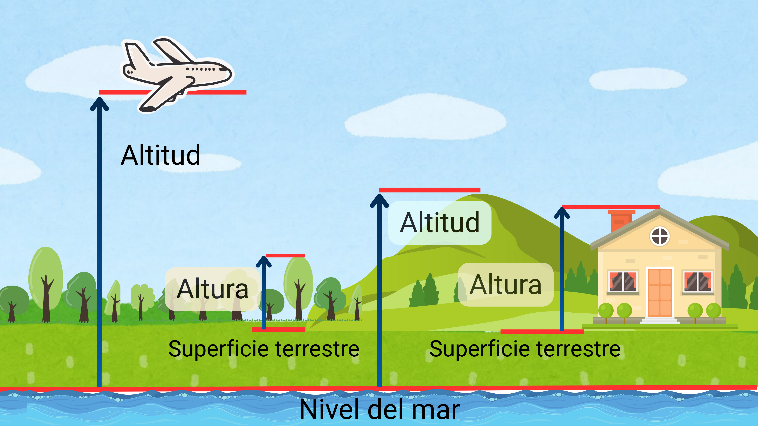 Altitud
Altitud
Altura
Altura
Superficie terrestre
Superficie terrestre
Nivel del mar